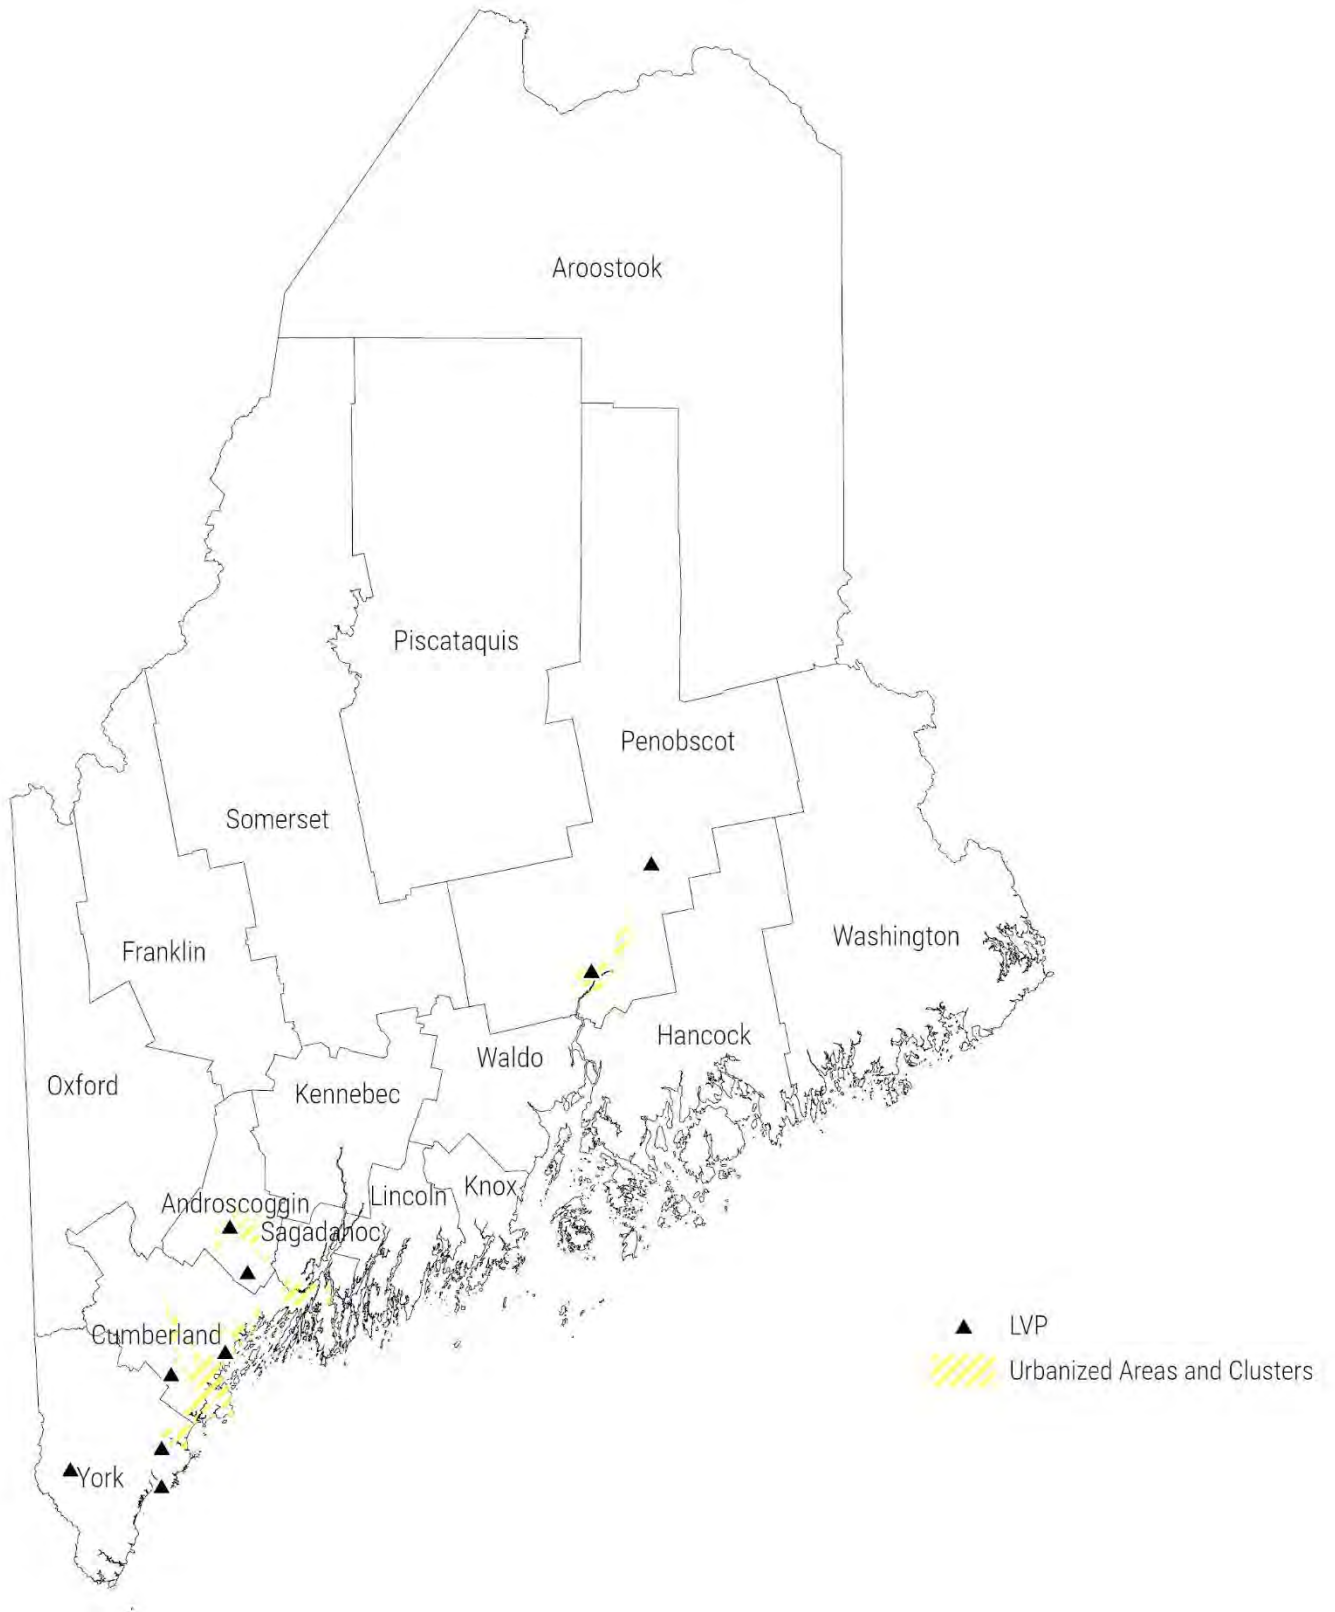 Aroostook
Piscataquis
Penobscot
Somerset
Washington
Franklin
Hancock
Waldo
Oxford
Kennebec
Lincoln
Knox
Androscoggin
Sagadahoc
LVP
Cumberland
Urbanized Areas and Clusters
York